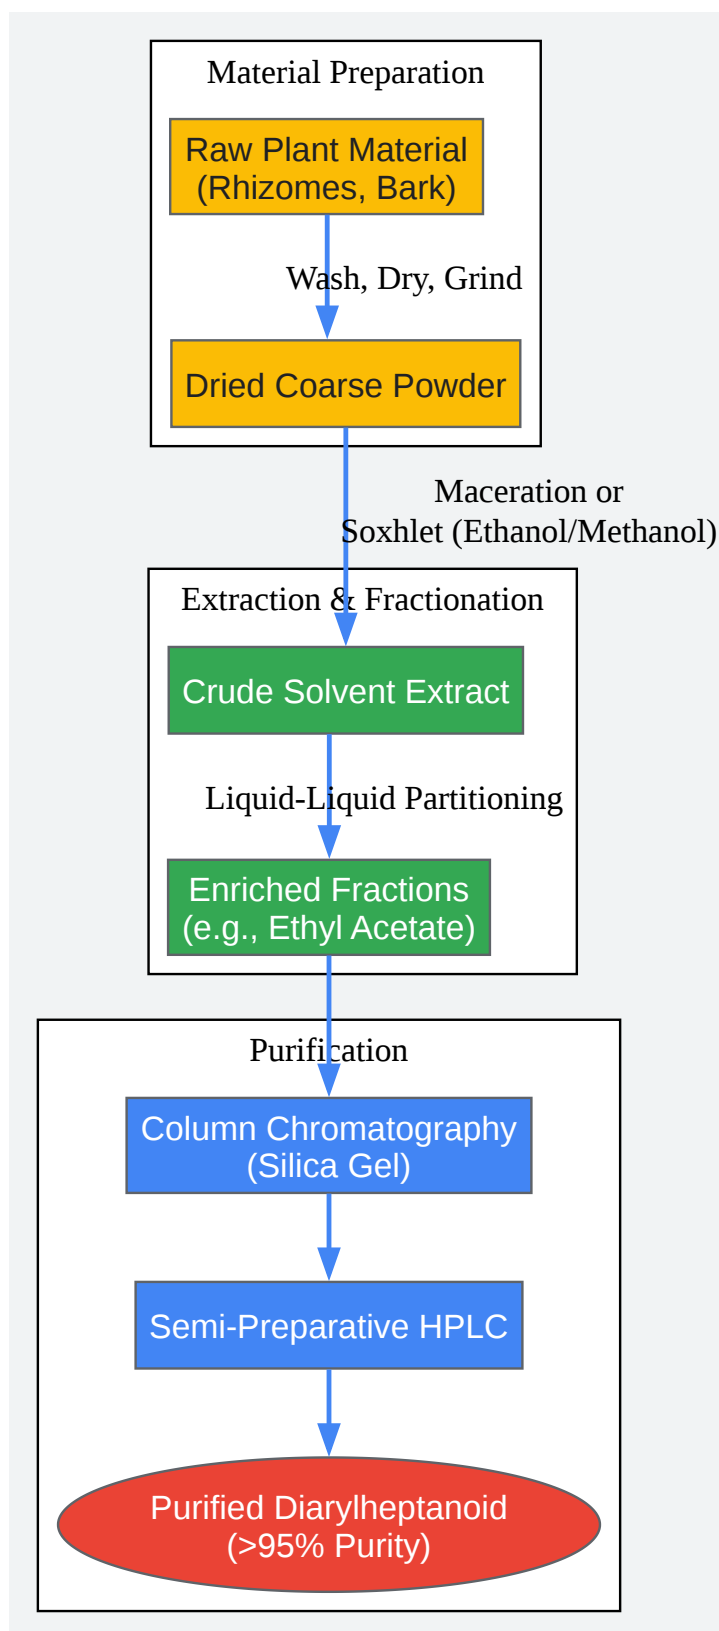 Material Preparation
Raw Plant Material
(Rhizomes, Bark)
Wash, Dry, Grind
Dried Coarse Powder
Maceration or
Soxhlet (Ethanol/Methanol)
Extraction & Fractionation
Crude Solvent Extract
Liquid-Liquid Partitioning
Enriched Fractions
(e.g., Ethyl Acetate)
Purification
Column Chromatography
(Silica Gel)
Semi-Preparative HPLC
Purified Diarylheptanoid
(>95% Purity)